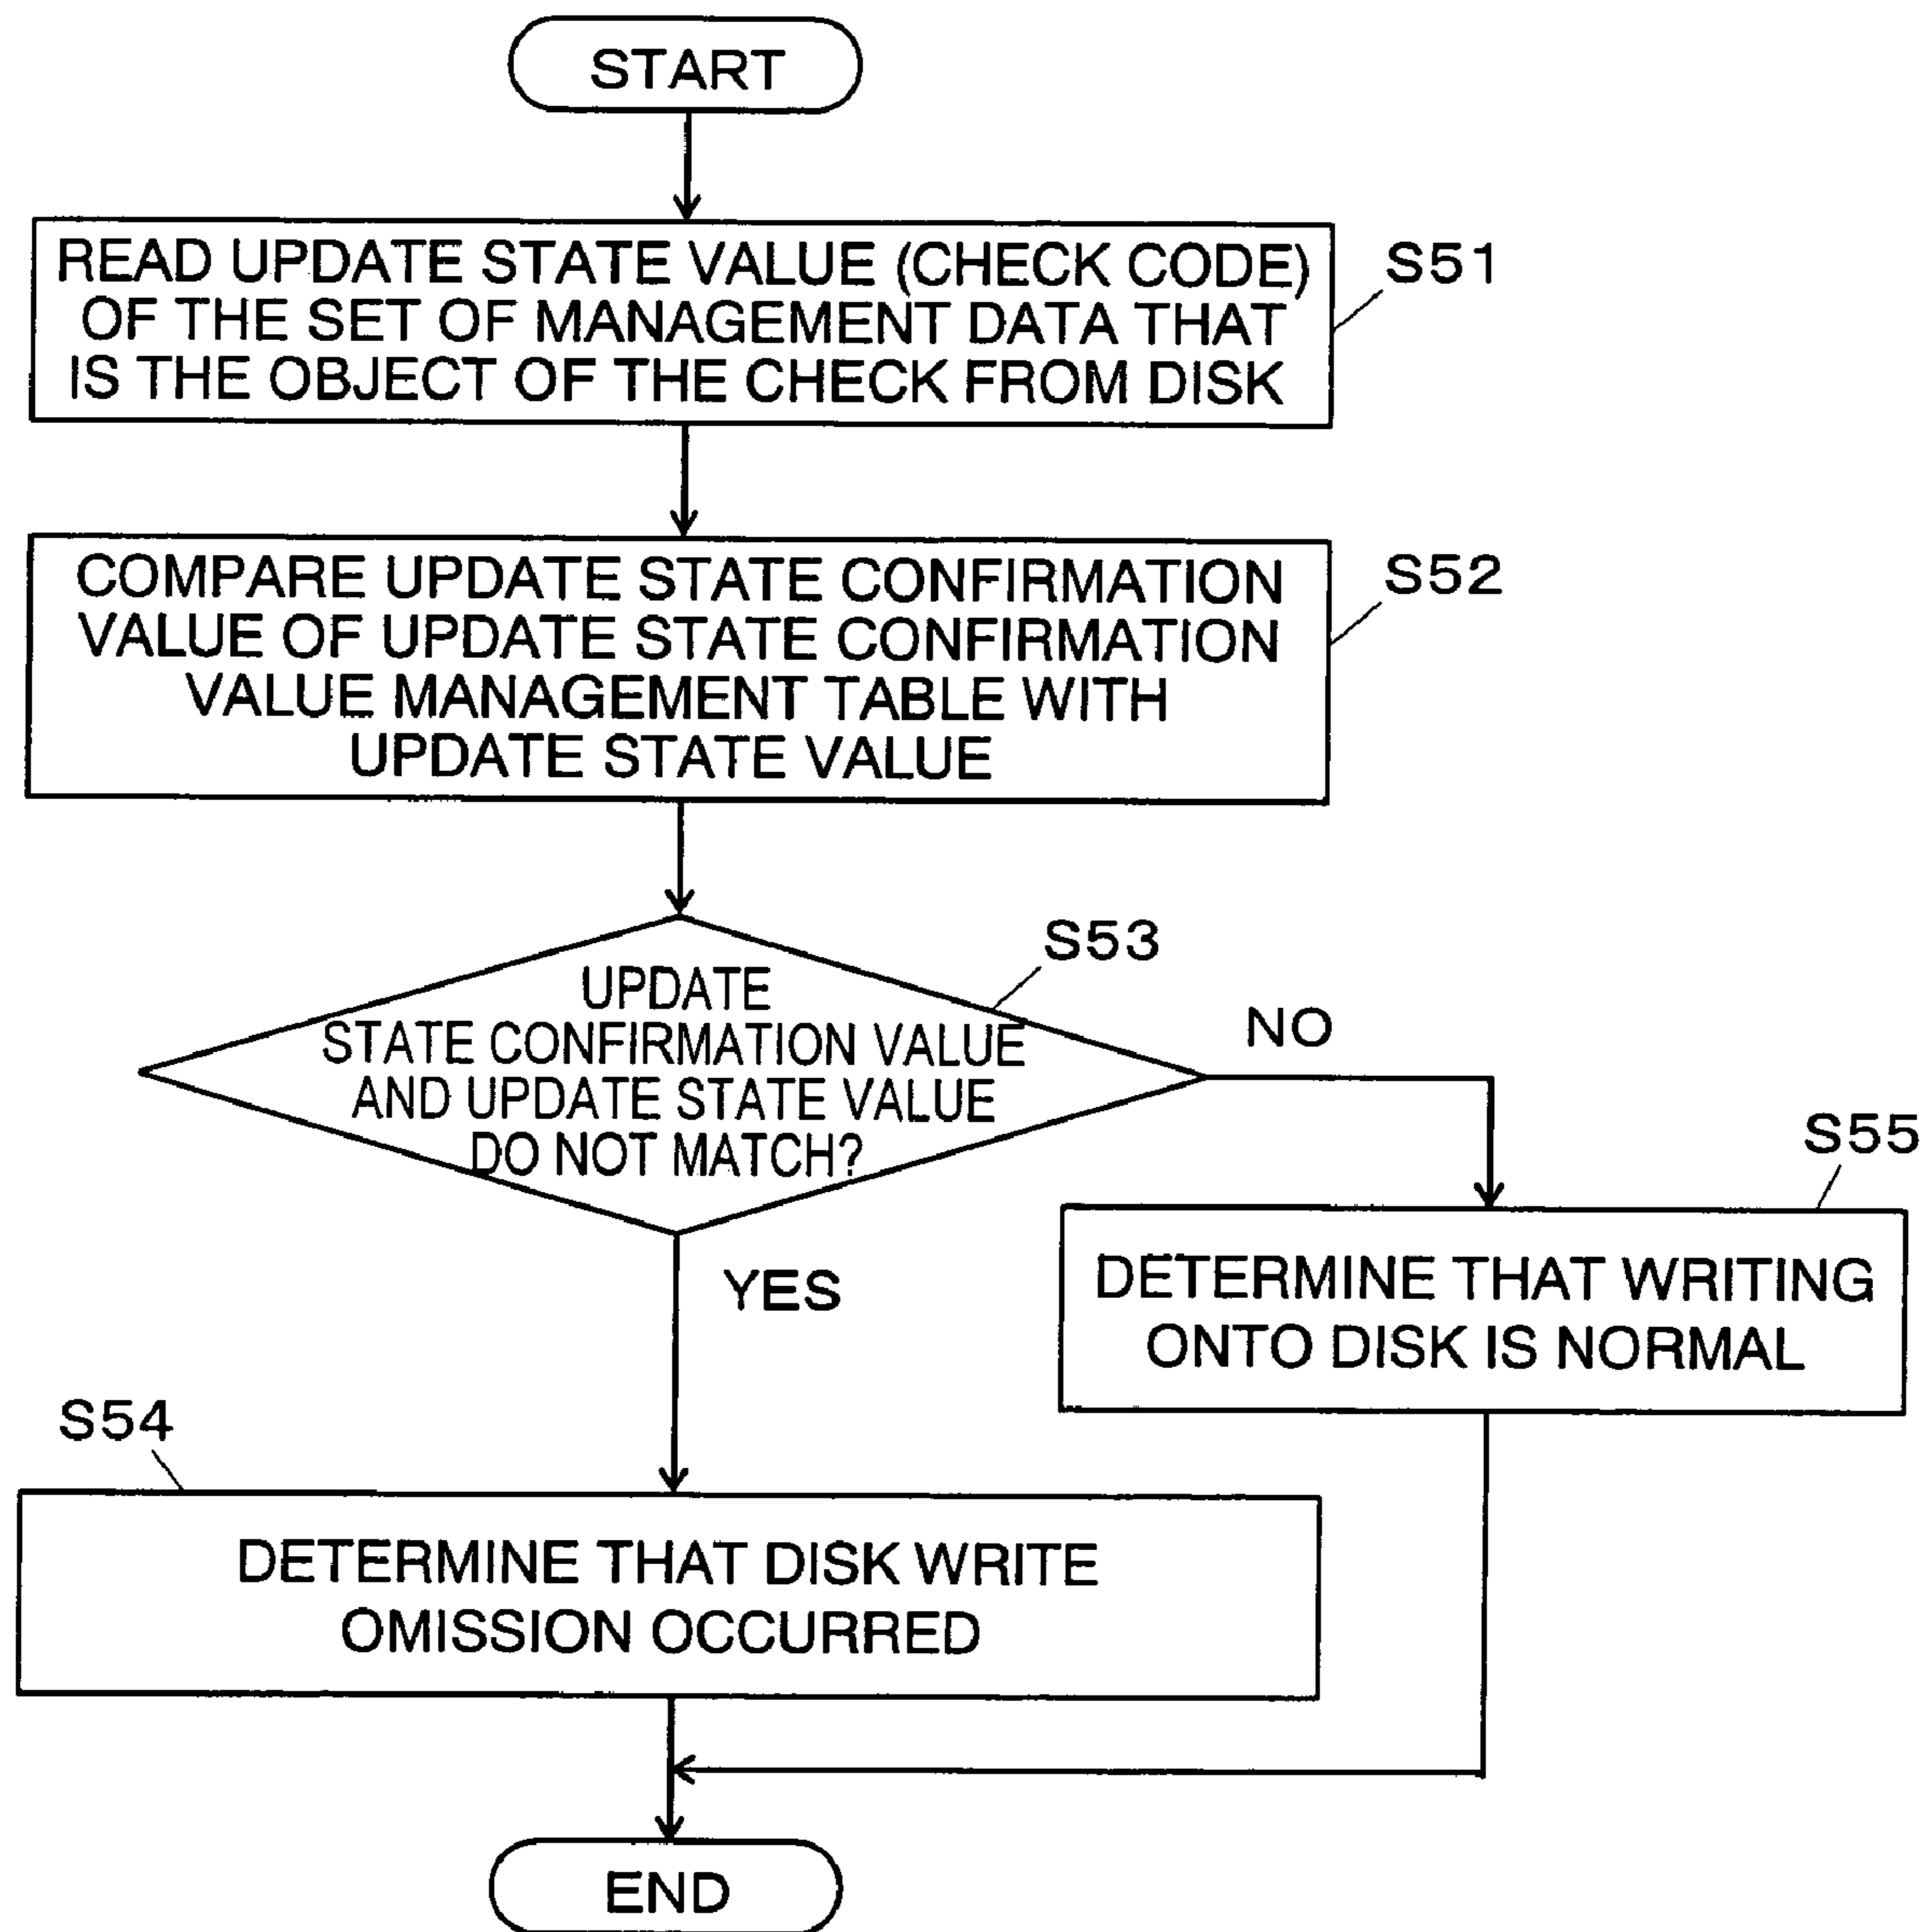 START
READ UPDATE STATE VALUE (CHECK CODE)
OF THE SET OF MANAGEMENT DATA THAT
IS THE OBJECT OF THE CHECK FROM DISK
S51
COMPARE UPDATE STATE CONFIRMATION
VALUE OF UPDATE STATE CONFIRMATION
VALUE MANAGEMENT TABLE WITH
UPDATE STATE VALUE
S52
S53
UPDATE
STATE CONFIRMATION VALUE
AND UPDATE STATE VALUE
DO NOT MATCH?
NO
YES
S55
DETERMINE THAT WRITING
ONTO DISK IS NORMAL
S54
DETERMINE THAT DISK WRITE
OMISSION OCCURRED
END